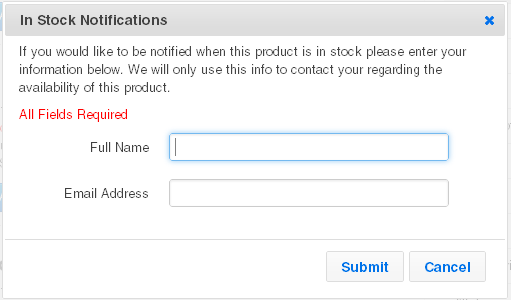 In Stock Notifications
If you would like to be notified when this product is in stock please enter your
information below. We will only use this info to contact your regarding the
availability of this product.
All Fields Required
Full Name
Email Address
Submit Cancel